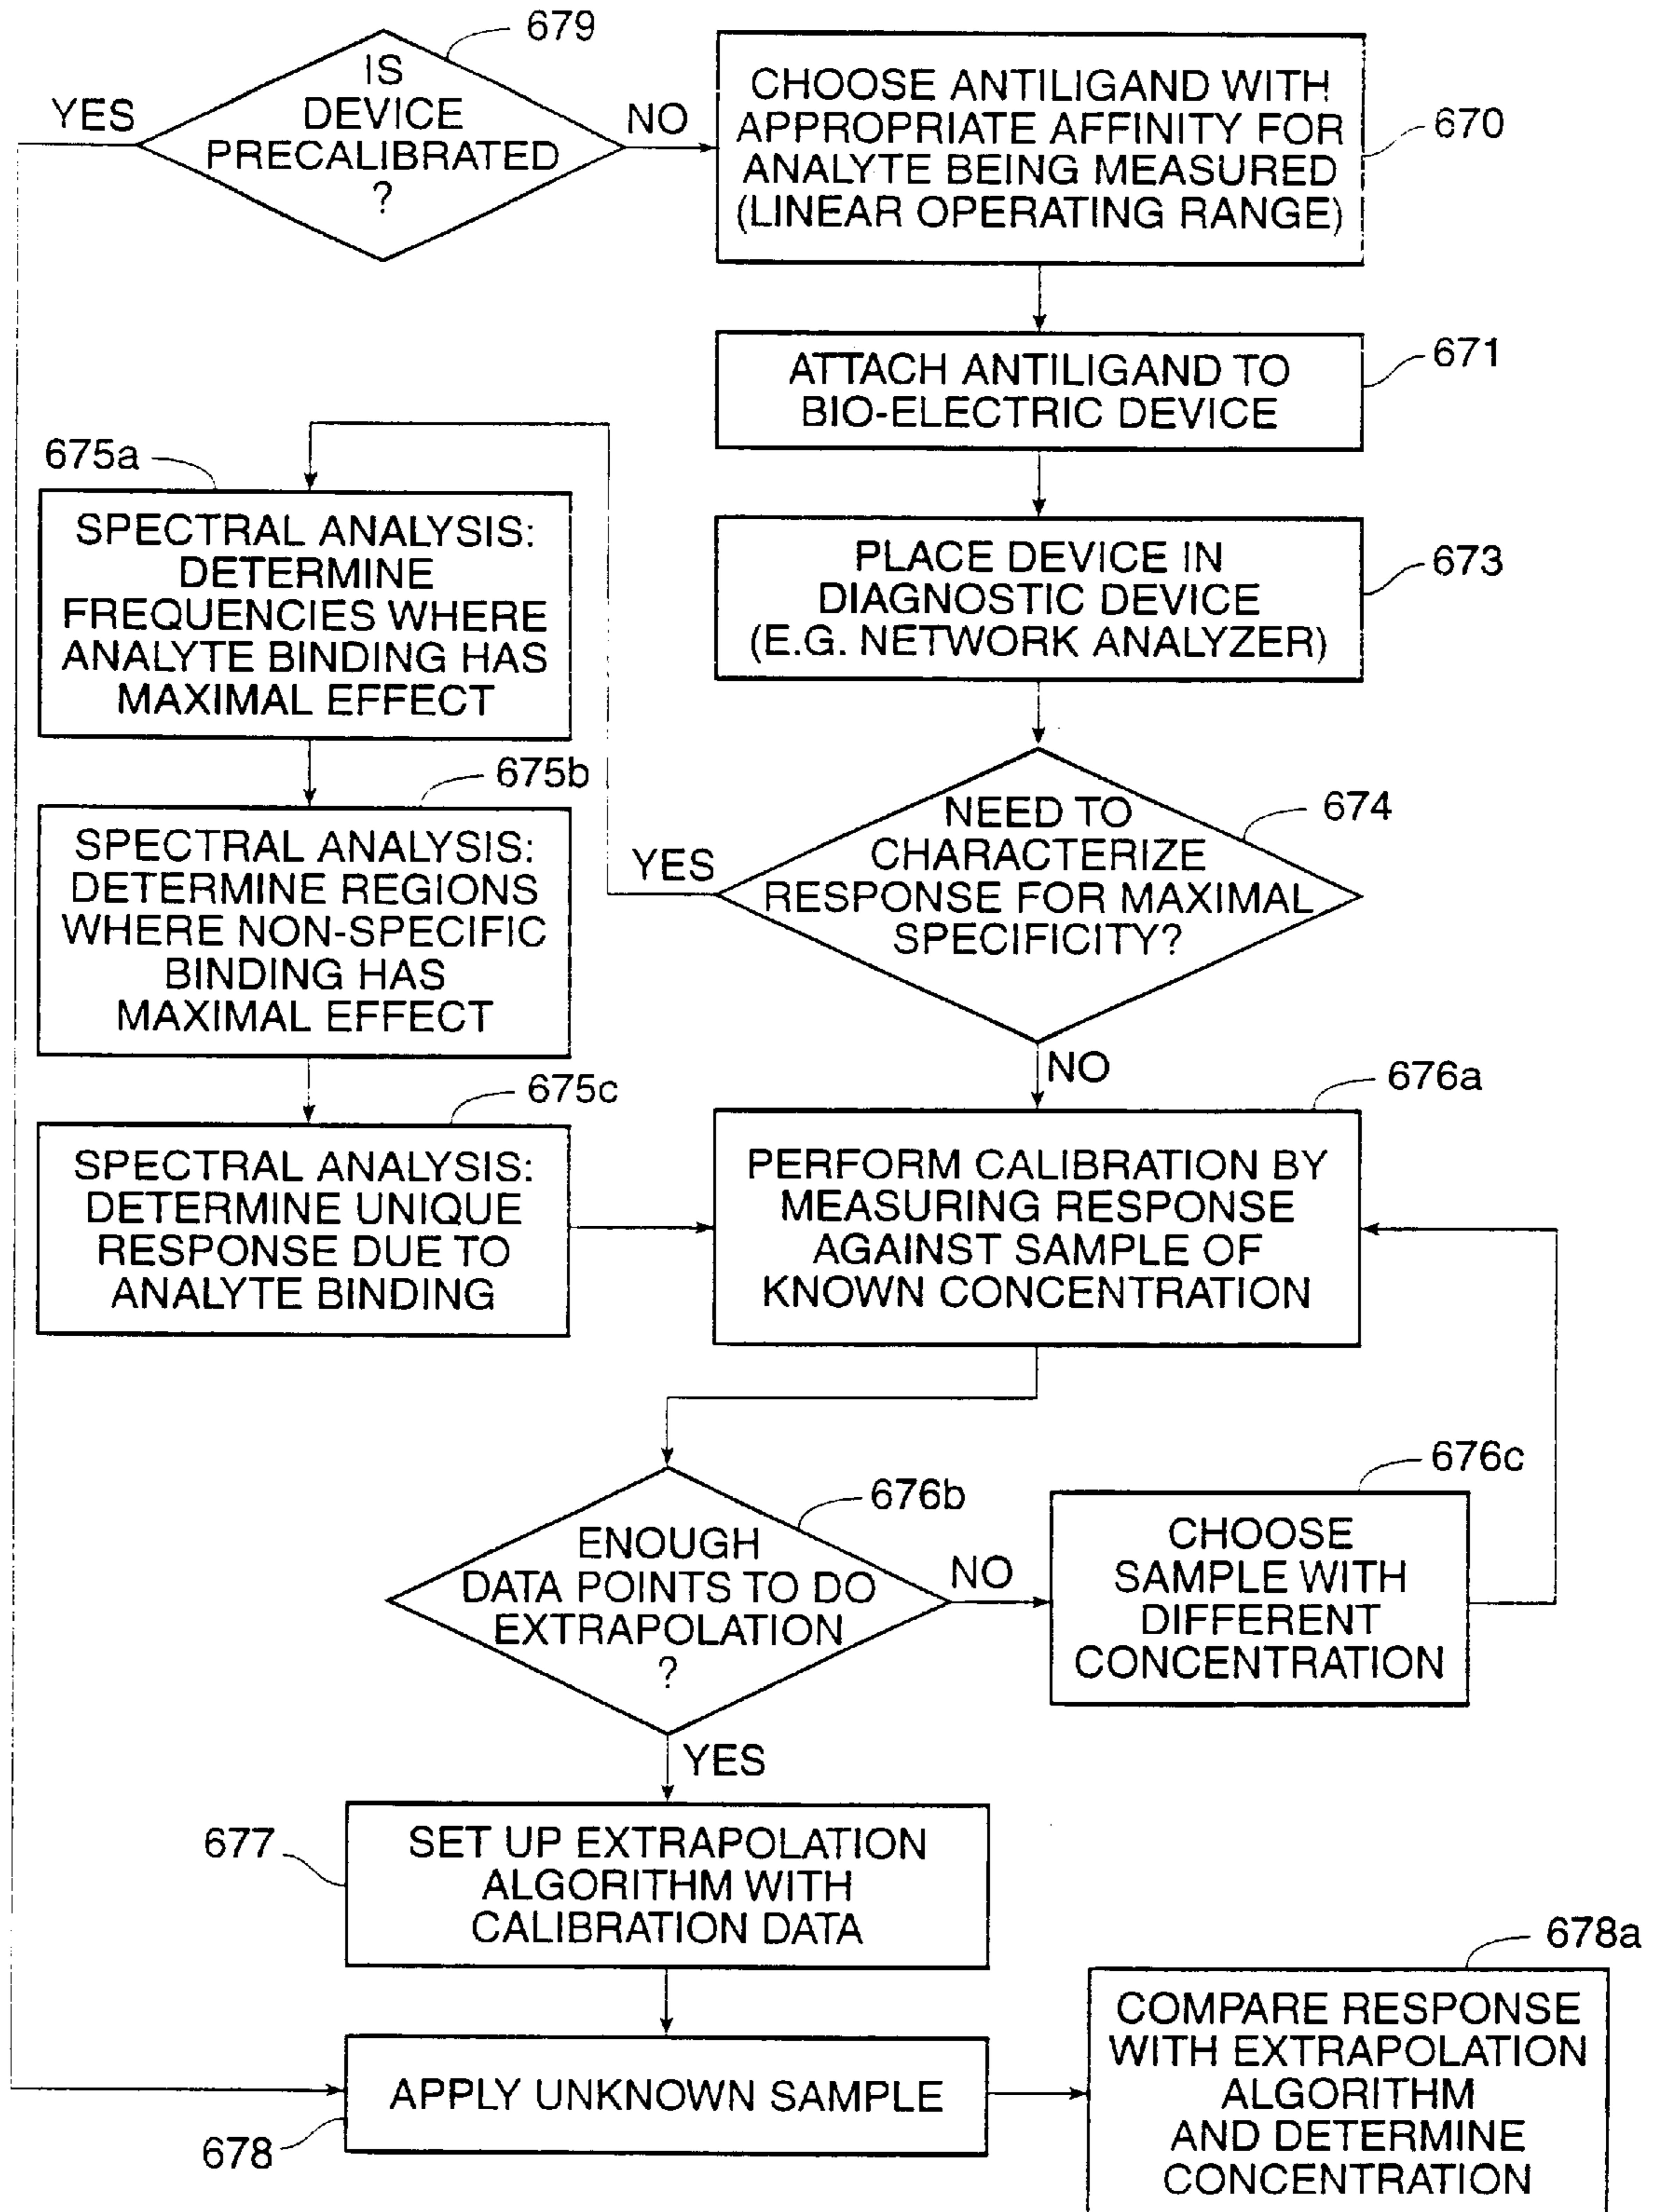 679
IS
DEVICE
PRECALIBRATED
?
YES
NO
CHOOSE ANTILIGAND WITH
APPROPRIATE AFFINITY FOR
ANALYTE BEING MEASURED
(LINEAR OPERATING RANGE)
670
ATTACH ANTILIGAND TO
BIO-ELECTRIC DEVICE
671
PLACE DEVICE IN
DIAGNOSTIC DEVICE
(E.G. NETWORK ANALYZER)
673
NEED TO
CHARACTERIZE
RESPONSE FOR MAXIMAL
SPECIFICITY?
674
YES
NO
675a
SPECTRAL ANALYSIS:
DETERMINE
FREQUENCIES WHERE
ANALYTE BINDING HAS
MAXIMAL EFFECT
675b
SPECTRAL ANALYSIS:
DETERMINE REGIONS
WHERE NON-SPECIFIC
BINDING HAS
MAXIMAL EFFECT
675c
SPECTRAL ANALYSIS:
DETERMINE UNIQUE
RESPONSE DUE TO
ANALYTE BINDING
676a
PERFORM CALIBRATION BY
MEASURING RESPONSE
AGAINST SAMPLE OF
KNOWN CONCENTRATION
676b
ENOUGH
DATA POINTS TO DO
EXTRAPOLATION
?
NO
676c
CHOOSE
SAMPLE WITH
DIFFERENT
CONCENTRATION
YES
677
SET UP EXTRAPOLATION
ALGORITHM WITH
CALIBRATION DATA
678
APPLY UNKNOWN SAMPLE
678a
COMPARE RESPONSE
WITH EXTRAPOLATION
ALGORITHM
AND DETERMINE
CONCENTRATION